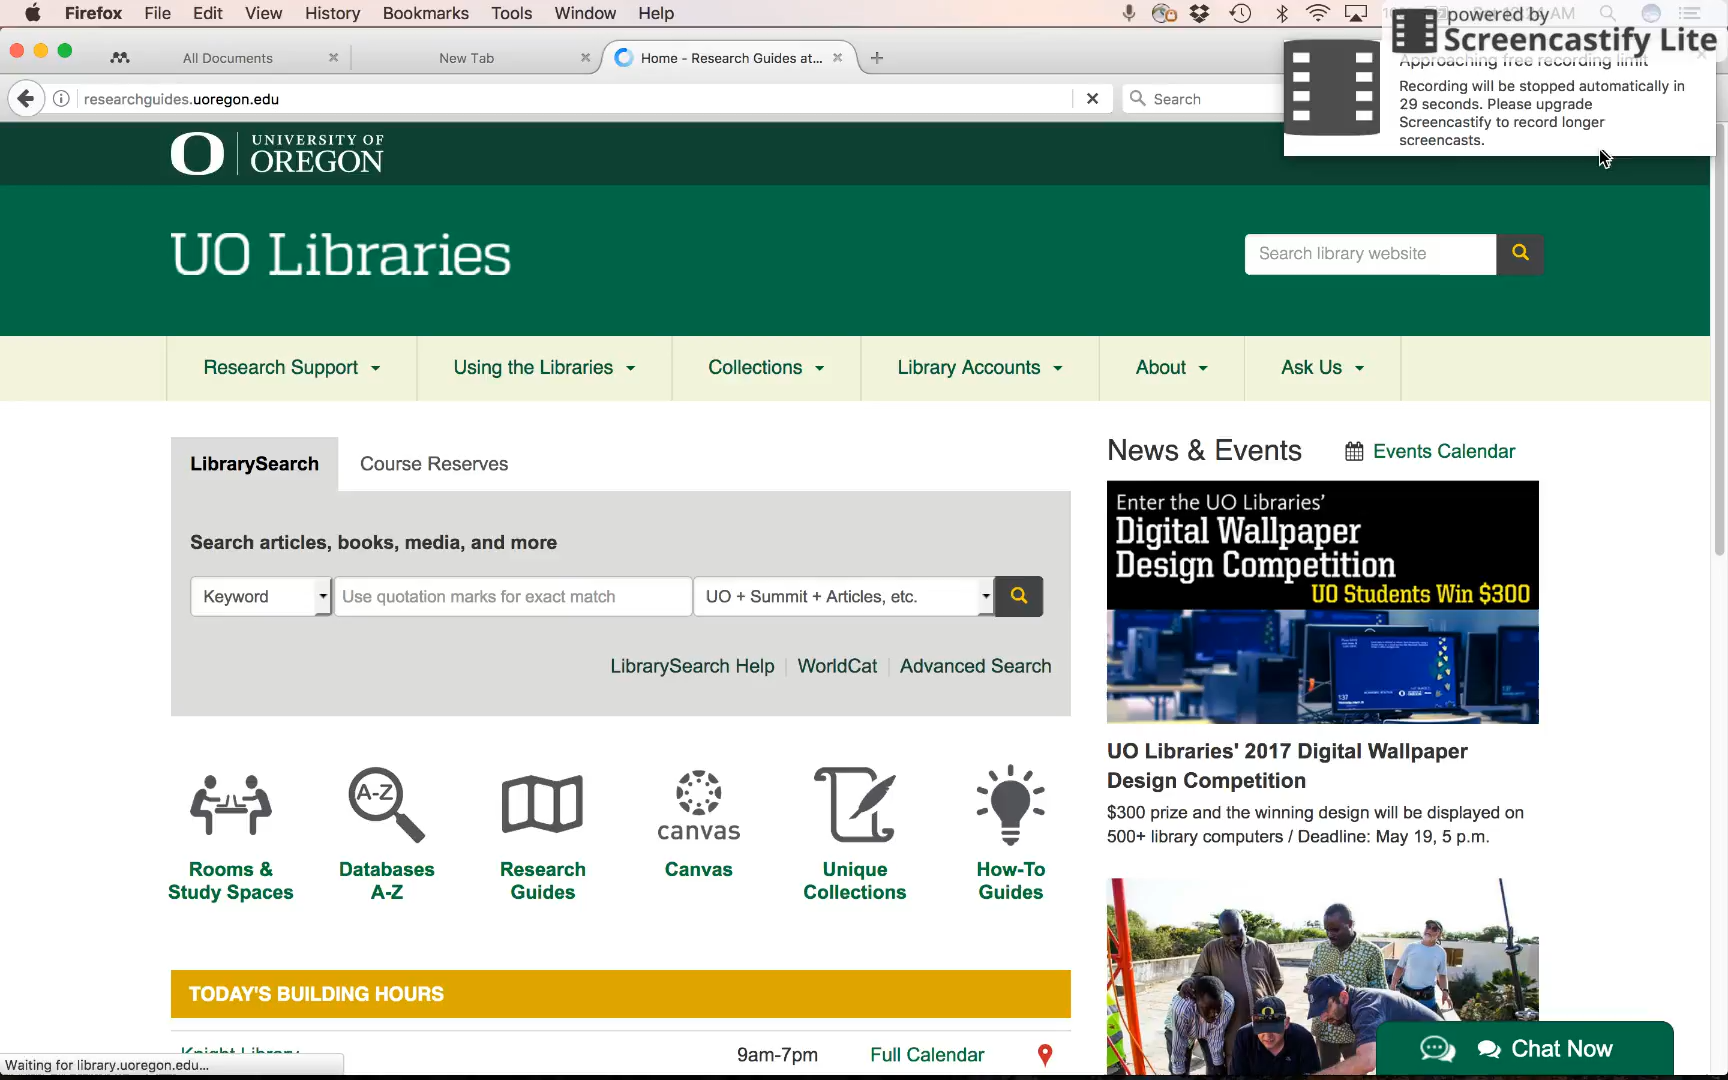 Firefox File Edit View History Bookmarks Tools Window Help
powered by
Screencastify Lite
All Documents
New Tab
Home - Research Guides at...
Approaching free recording limit
Recording will be stopped automatically in
29 seconds. Please upgrade
Screencastify to record longer
screencasts.
researchguides.uoregon.edu
Search
UNIVERSITY OF
OREGON
UO Libraries
Search library website
Research Support
Using the Libraries
Collections
Library Accounts
About
Ask Us
LibrarySearch
Course Reserves
Search articles, books, media, and more
Keyword
Use quotation marks for exact match
UO + Summit + Articles, etc.
LibrarySearch Help
WorldCat
Advanced Search
News & Events
Events Calendar
Enter the UO Libraries'
Digital Wallpaper
Design Competition
UO Students Win $300
UO Libraries' 2017 Digital Wallpaper
Design Competition
$300 prize and the winning design will be displayed on
500+ library computers / Deadline: May 19, 5 p.m.
A-Z
canvas
Rooms &
Study Spaces
Databases
A-Z
Research
Guides
Canvas
Unique
Collections
How-To
Guides
TODAY'S BUILDING HOURS
Knight Library
9am-7pm
Full Calendar
Chat Now
Waiting for library.uoregon.edu...